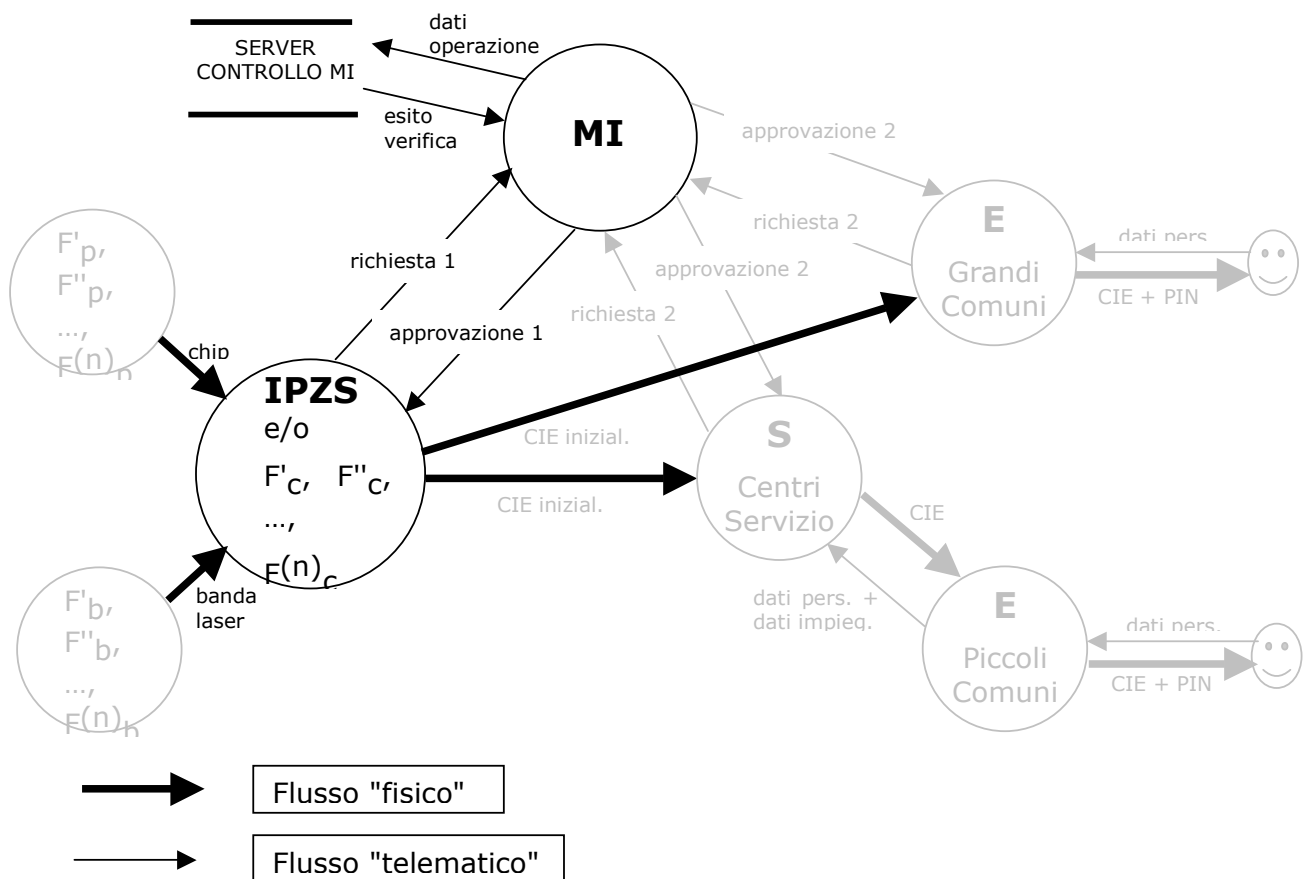 dati
operazione
SERVER
CONTROLLO MI
esito
verifica
MI
approvazione 2
richiesta 2
E
Grandi
Comuni
dati pers.
CIE + PIN
F'p,
F''p,
...,
F(n)p
chip
richiesta 1
approvazione 1
approvazione 2
richiesta 2
IPZS
e/o
F'c, F''c,
...,
F(n)c
CIE inizial.
CIE inizial.
S
Centri
Servizio
CIE
F'b,
F''b,
...,
F(n)b
banda
laser
dati pers. +
dati impieg.
E
Piccoli
Comuni
dati pers.
CIE + PIN
Flusso "fisico"
Flusso "telematico"